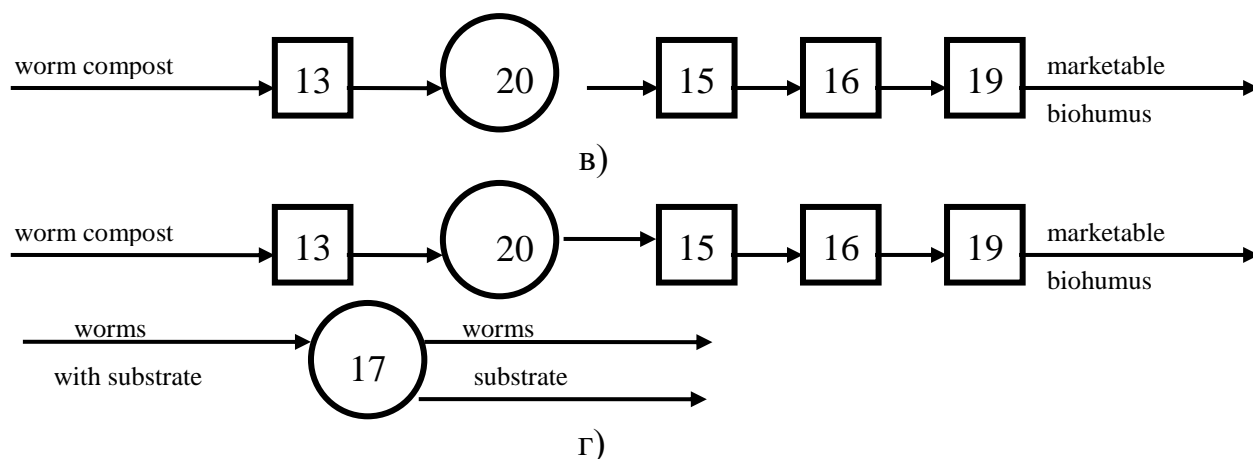 worm compost 13 20 15 16 19 marketable
biohumus
в)
worm compost 13 20 15 16 19 marketable
biohumus
worms 17 worms
with substrate substrate
г)